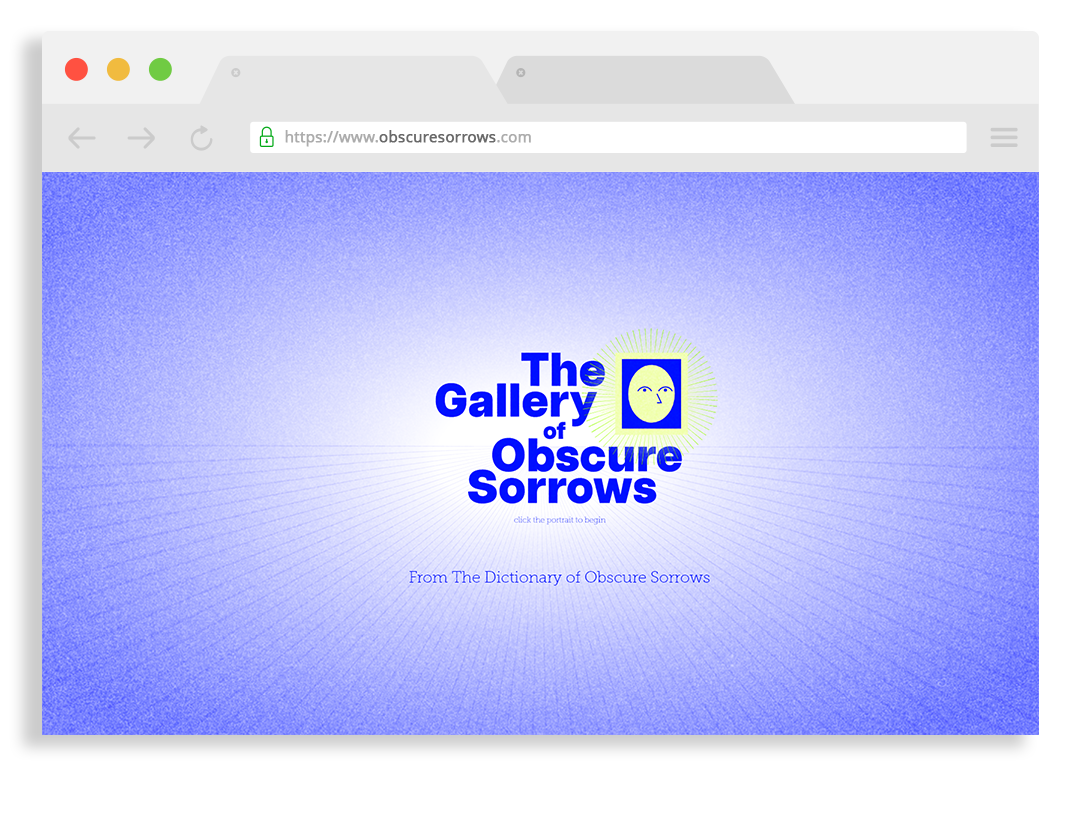 https://www.obscuresorrows.com
The
Gallery
of
Obscure
Sorrows
click the portrait to begin
From The Dictionary of Obscure Sorrows